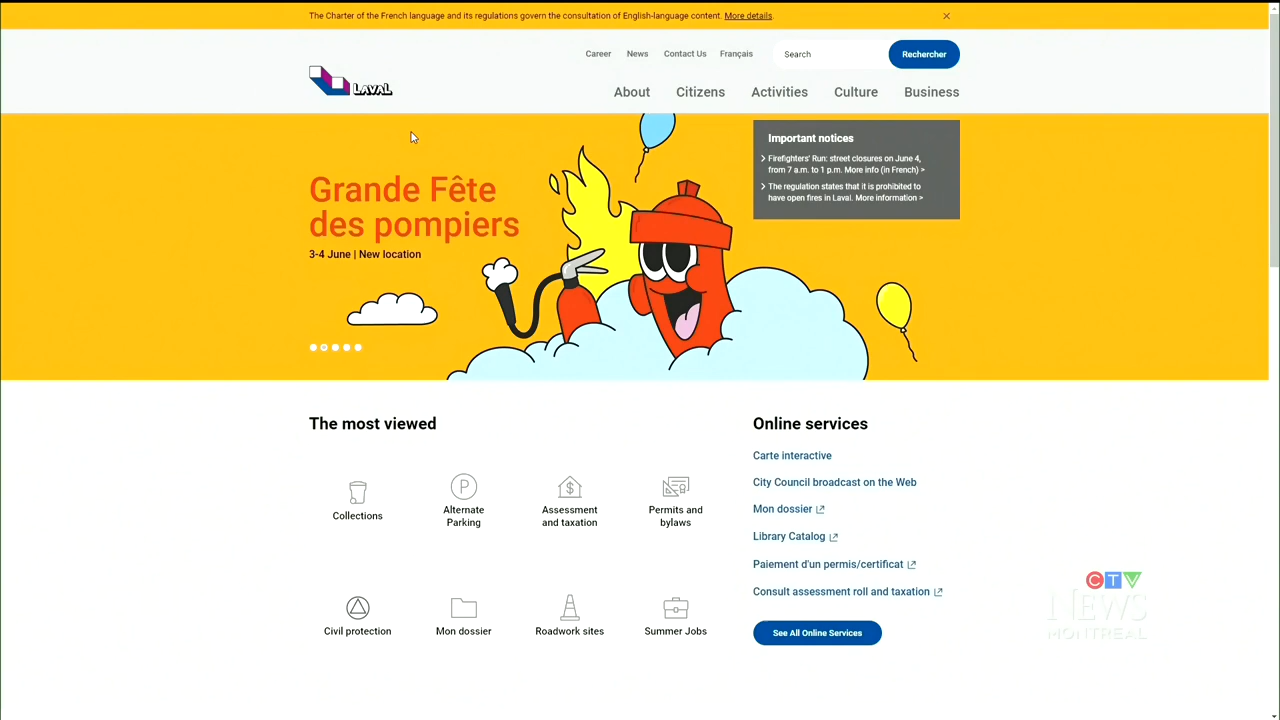 The Charter of the French language and its regulations govern the consultation of English-language content. More details.
Career News Contact Us Français Search Rechercher
LAVAL
About Citizens Activities Culture Business
Important notices
Firefighters' Run: street closures on June 4,
from 7 a.m. to 1 p.m. More info (in French) >
The regulation states that it is prohibited to
have open fires in Laval. More information >
Grande Fête
des pompiers
3-4 June | New location
The most viewed
Collections
P
Alternate
Parking
$
Assessment
and taxation
Permits and
bylaws
Civil protection
Mon dossier
Roadwork sites
Summer Jobs
Online services
Carte interactive
City Council broadcast on the Web
Mon dossier
Library Catalog
Paiement d'un permis/certificat
Consult assessment roll and taxation
See All Online Services
CTV
NEWS
MONTREAL